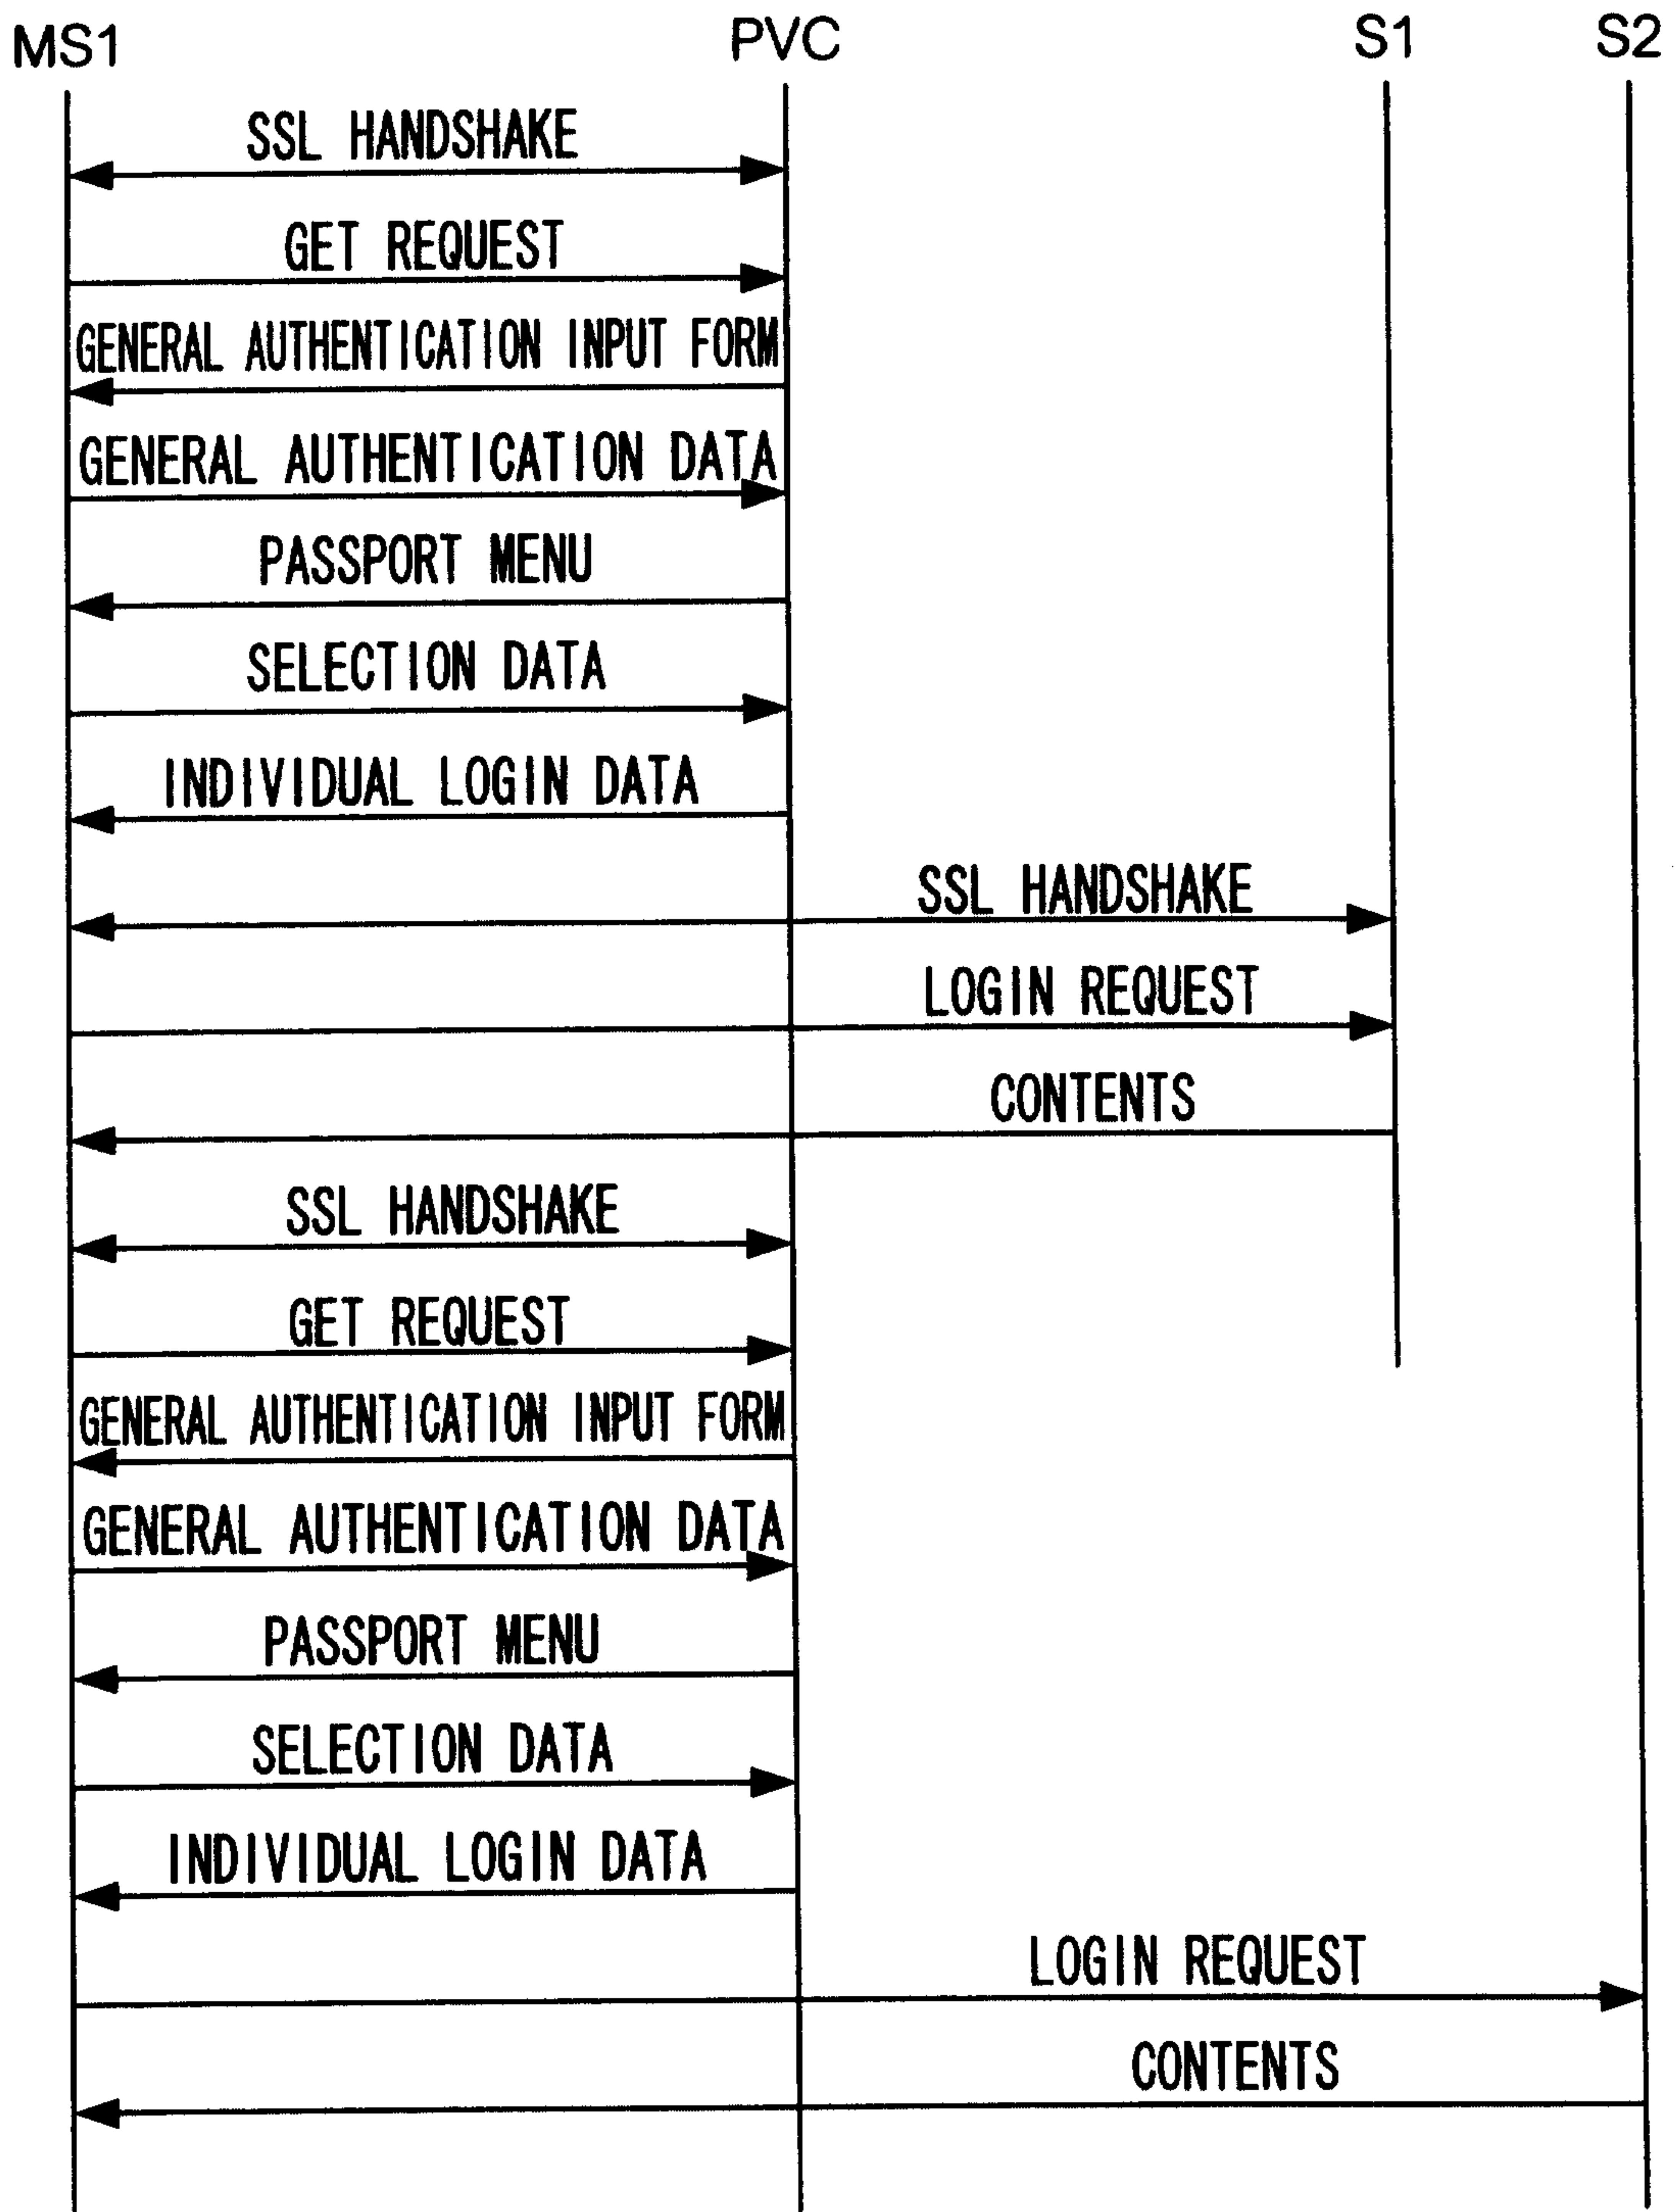 MS1 PVC S1 S2
SSL HANDSHAKE
GET REQUEST
GENERAL AUTHENTICATION INPUT FORM
GENERAL AUTHENTICATION DATA
PASSPORT MENU
SELECTION DATA
INDIVIDUAL LOGIN DATA
SSL HANDSHAKE
LOGIN REQUEST
CONTENTS
SSL HANDSHAKE
GET REQUEST
GENERAL AUTHENTICATION INPUT FORM
GENERAL AUTHENTICATION DATA
PASSPORT MENU
SELECTION DATA
INDIVIDUAL LOGIN DATA
LOGIN REQUEST
CONTENTS